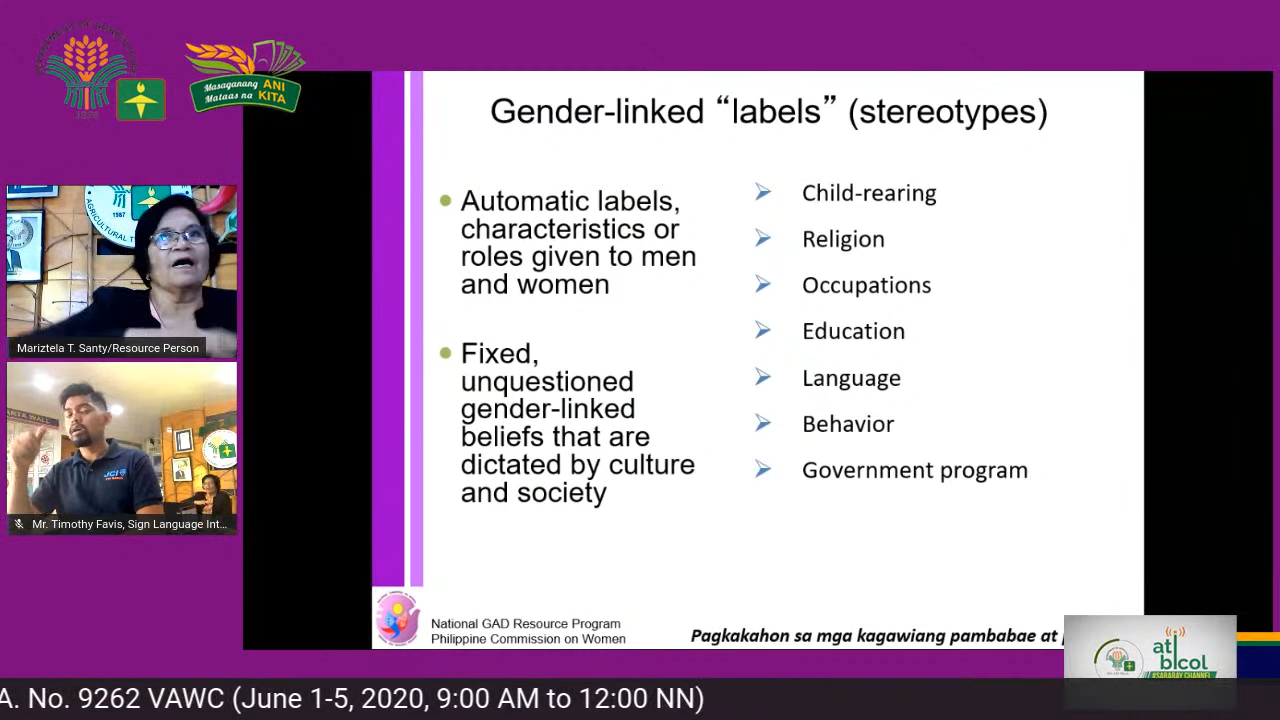 Masaganang ANI
Mataas na KITA
Gender-linked “labels” (stereotypes)
Automatic labels,
characteristics or
roles given to men
and women
Fixed,
unquestioned
gender-linked
beliefs that are
dictated by culture
and society
Child-rearing
Religion
Occupations
Education
Language
Behavior
Government program
1987
Mariztela T. Santy/Resource Person
JCI
Mr. Timothy Favis, Sign Language Int...
National GAD Resource Program
Philippine Commission on Women
Pagkakahon sa mga kagawiang pambabae at
ati
bicol
A. No. 9262 VAWC (June 1-5, 2020, 9:00 AM to 12:00 NN)